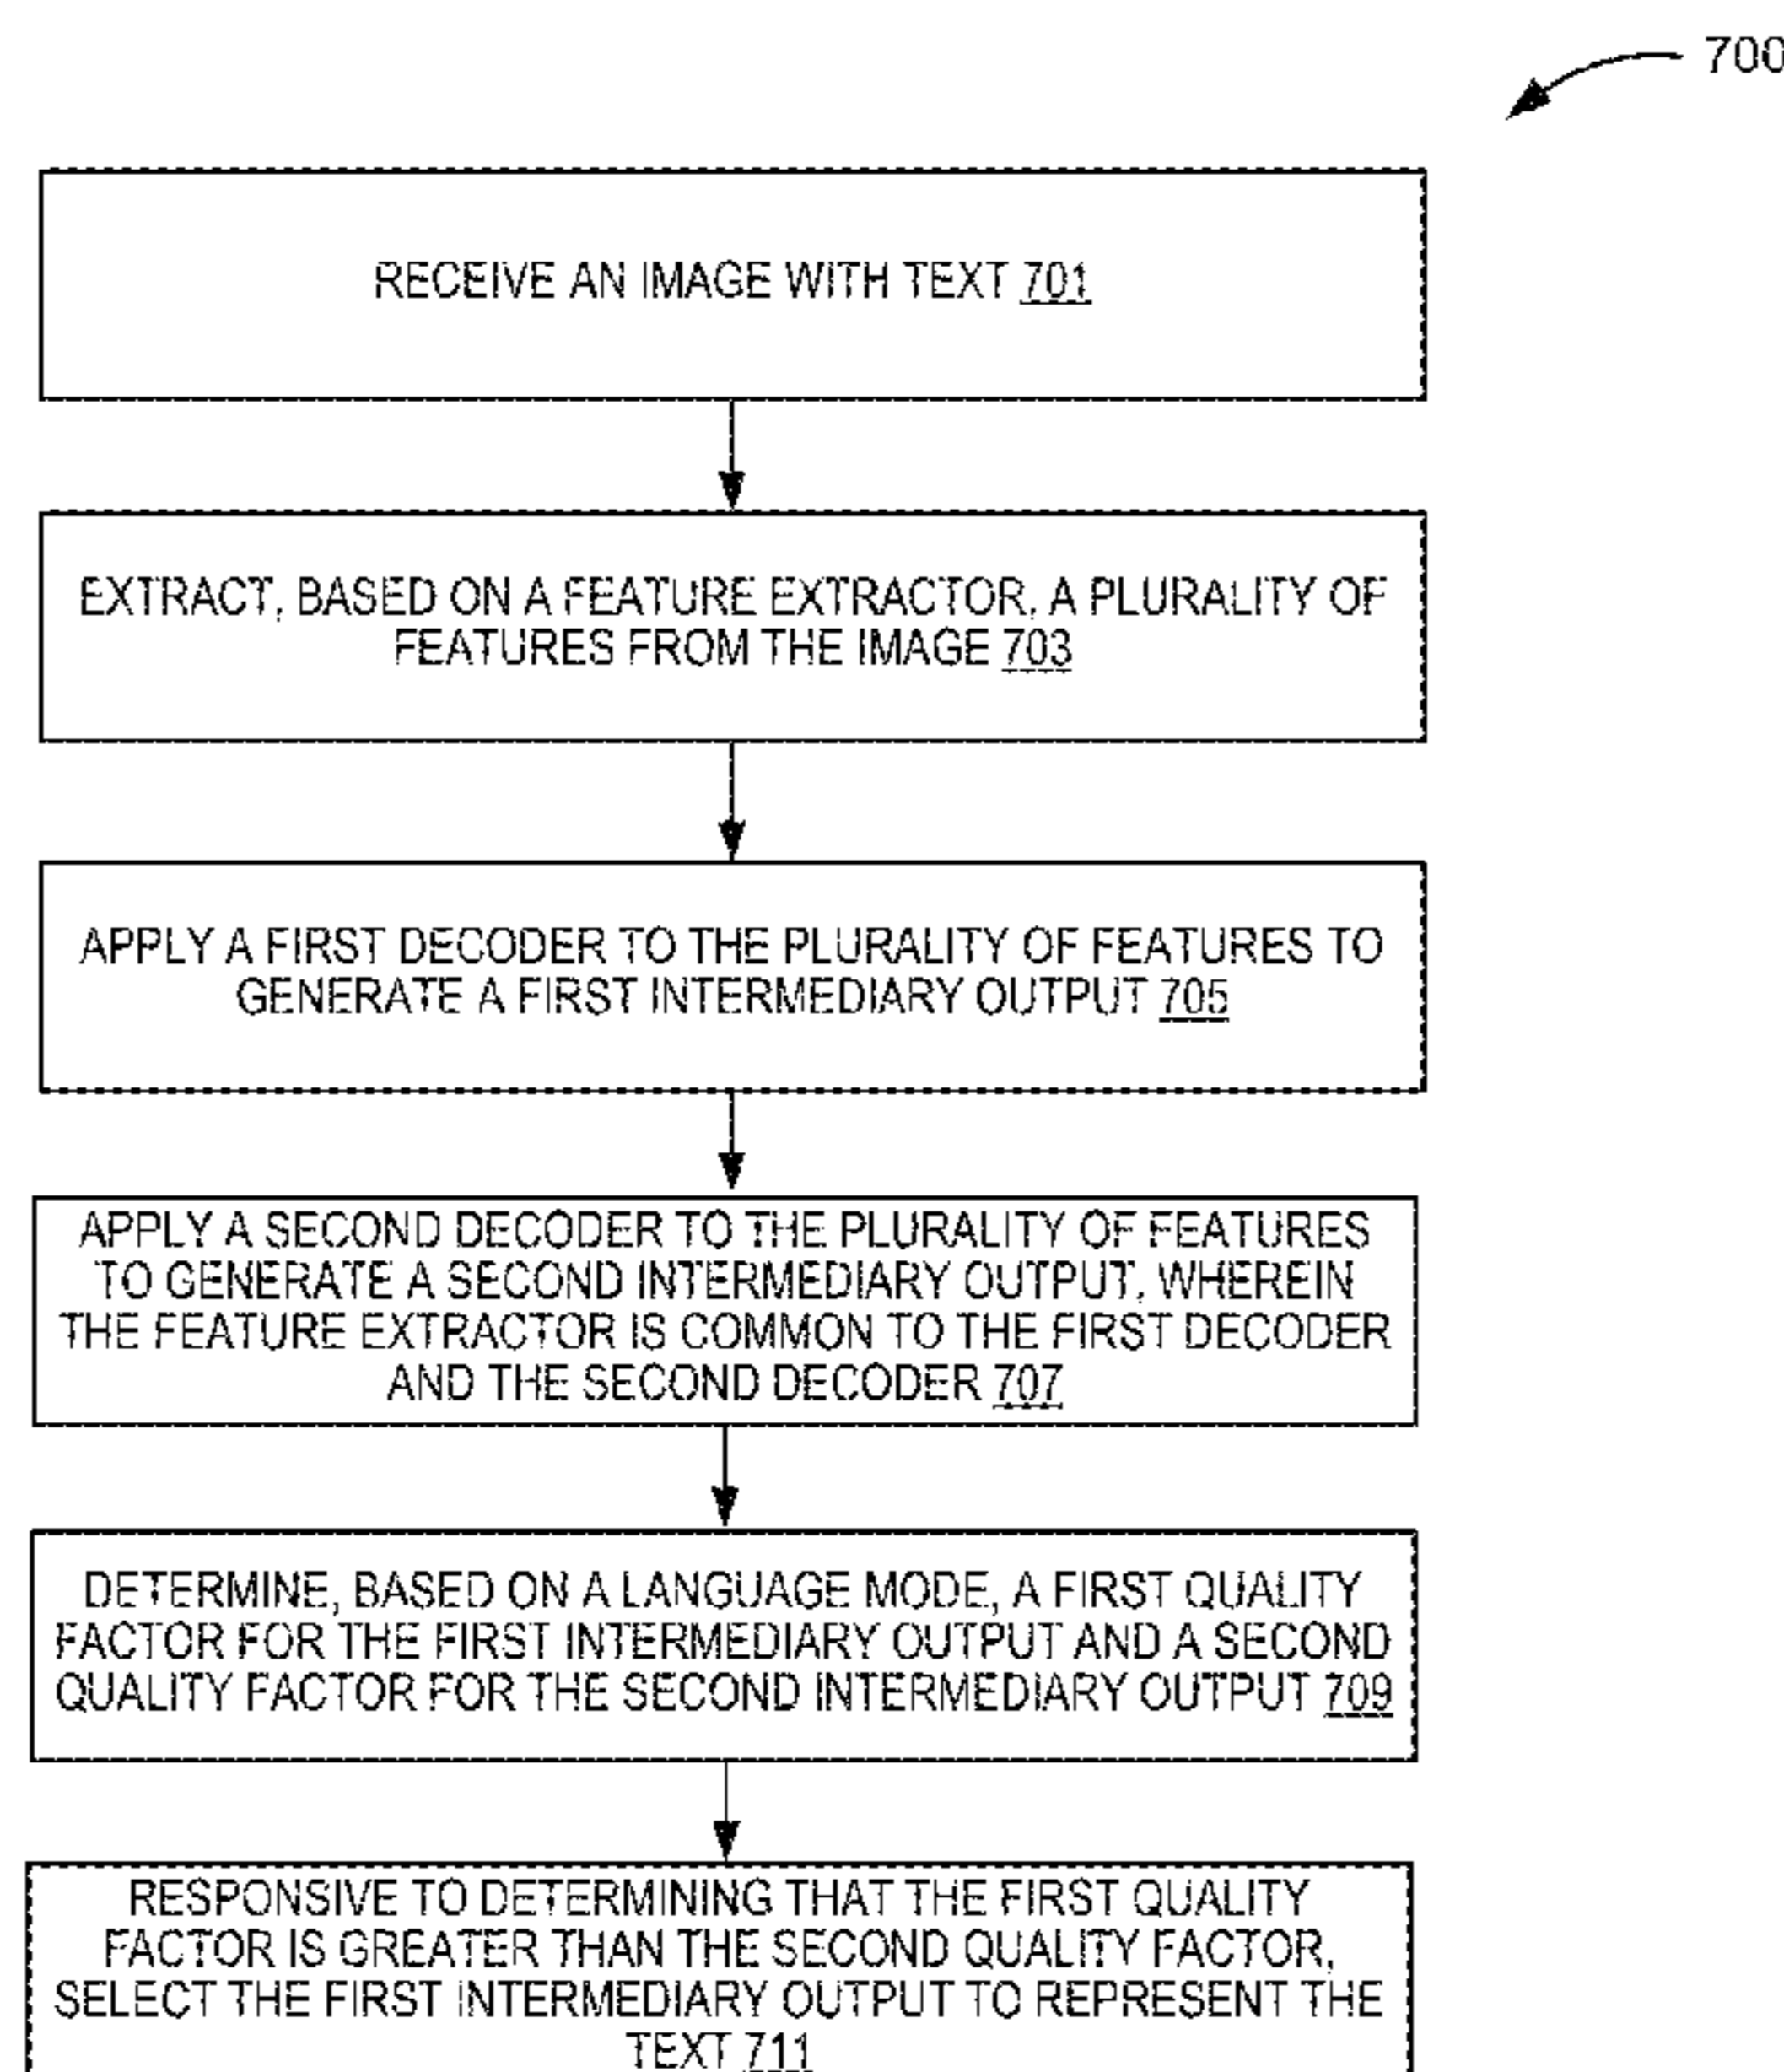 700
RECEIVE AN IMAGE WITH TEXT 701
EXTRACT, BASED ON A FEATURE EXTRACTOR, A PLURALITY OF
FEATURES FROM THE IMAGE 703
APPLY A FIRST DECODER TO THE PLURALITY OF FEATURES TO
GENERATE A FIRST INTERMEDIARY OUTPUT 705
APPLY A SECOND DECODER TO THE PLURALITY OF FEATURES
TO GENERATE A SECOND INTERMEDIARY OUTPUT, WHEREIN
THE FEATURE EXTRACTOR IS COMMON TO THE FIRST DECODER
AND THE SECOND DECODER 707
DETERMINE, BASED ON A LANGUAGE MODE, A FIRST QUALITY
FACTOR FOR THE FIRST INTERMEDIARY OUTPUT AND A SECOND
QUALITY FACTOR FOR THE SECOND INTERMEDIARY OUTPUT 709
RESPONSIVE TO DETERMINING THAT THE FIRST QUALITY
FACTOR IS GREATER THAN THE SECOND QUALITY FACTOR,
SELECT THE FIRST INTERMEDIARY OUTPUT TO REPRESENT THE
TEXT 711